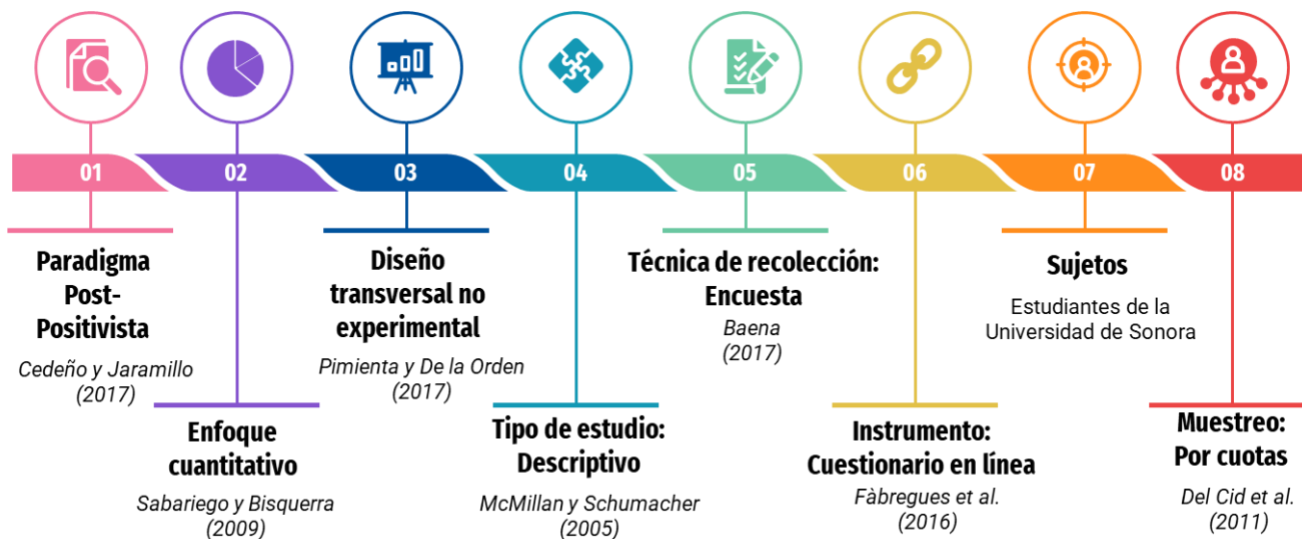 01
Paradigma
Post-
Positivista
Cedeño y Jaramillo
(2017)
02
Enfoque
cuantitativo
Sabariego y Bisquerra
(2009)
03
Diseño
transversal no
experimental
Pimienta y De la Orden
(2017)
04
Tipo de estudio:
Descriptivo
McMillan y Schumacher
(2005)
05
Técnica de recolección:
Encuesta
Baena
(2017)
06
Instrumento:
Cuestionario en línea
Fàbregues et al.
(2016)
07
Sujetos
Estudiantes de la
Universidad de Sonora
08
Muestreo:
Por cuotas
Del Cid et al.
(2011)